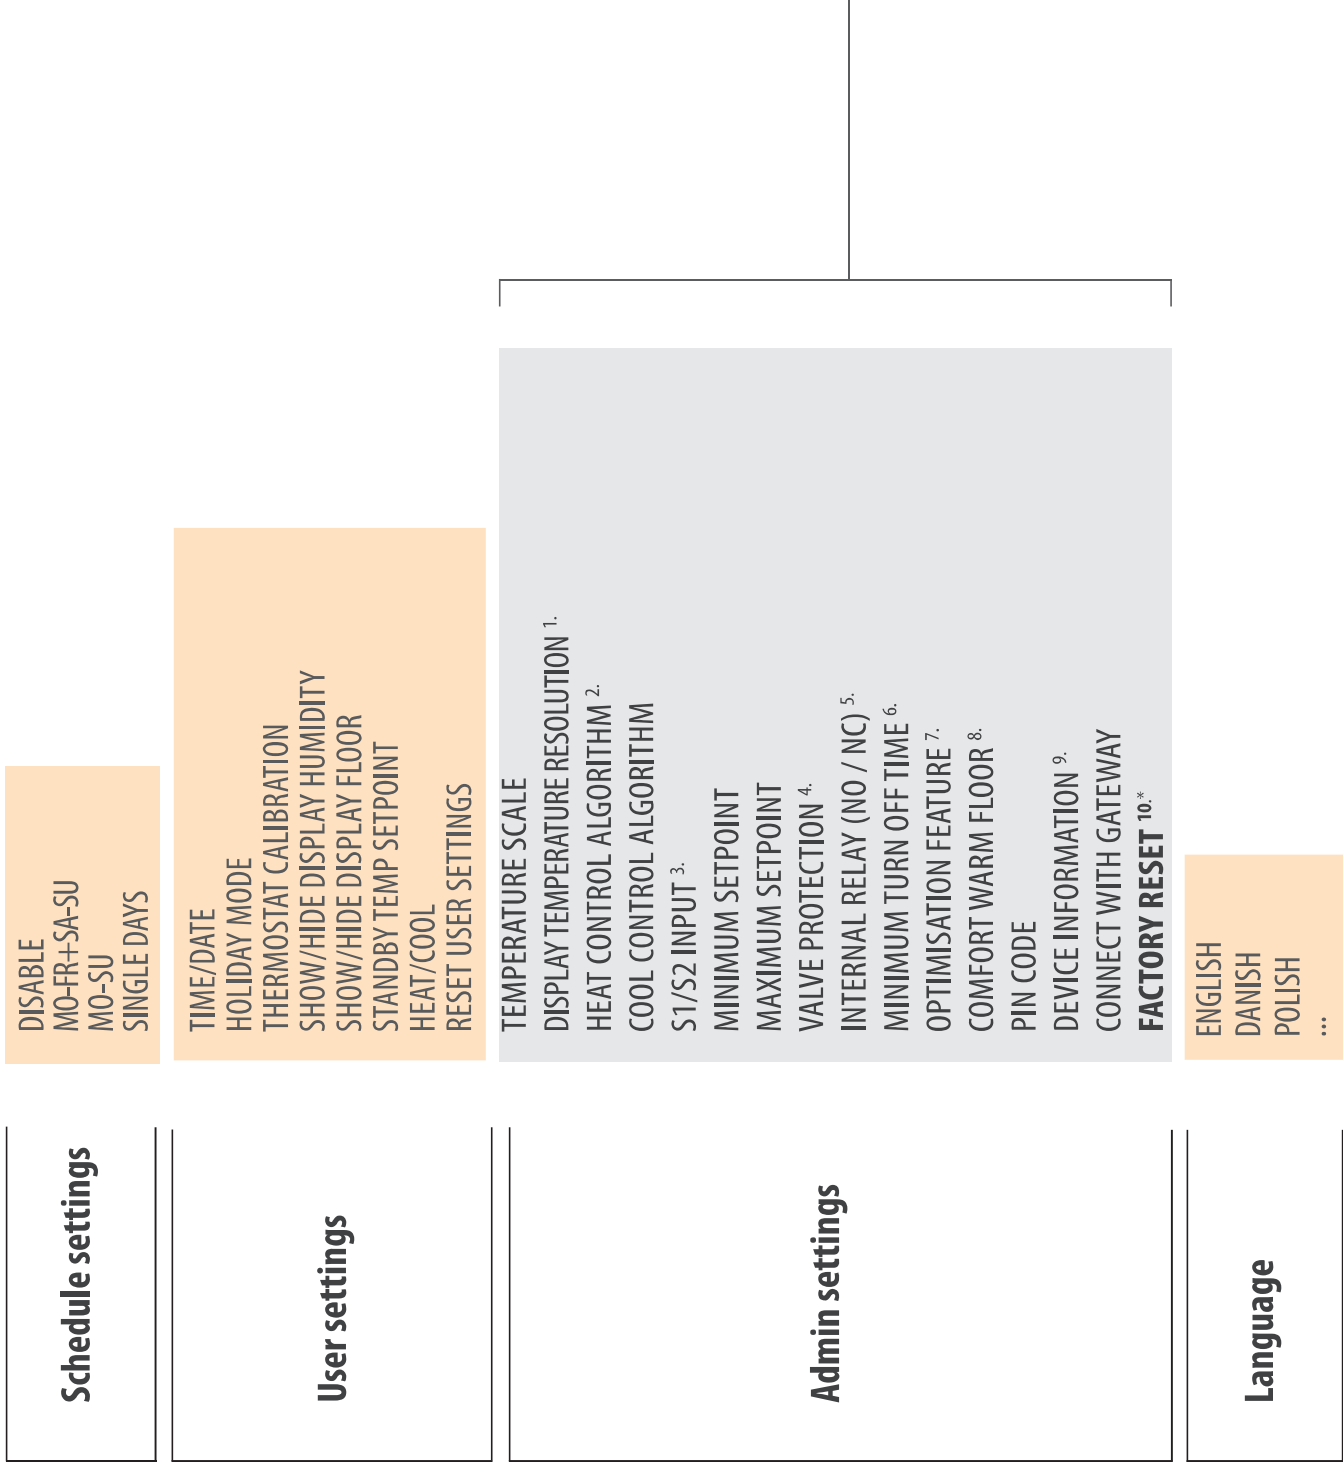 Schedule settings
DISABLE
MO-FR+SA-SU
MO-SU
SINGLE DAYS
User settings
TIME/DATE
HOLIDAY MODE
THERMOSTAT CALIBRATION
SHOW/HIDE DISPLAY HUMIDITY
SHOW/HIDE DISPLAY FLOOR
STANDBY TEMP SETPOINT
HEAT/COOL
RESET USER SETTINGS
Admin settings
TEMPERATURE SCALE
DISPLAY TEMPERATURE RESOLUTION 1.
HEAT CONTROL ALGORITHM 2.
COOL CONTROL ALGORITHM
S1/S2 INPUT 3.
MINIMUM SETPOINT
MAXIMUM SETPOINT
VALVE PROTECTION 4.
INTERNAL RELAY (NO / NC) 5.
MINIMUM TURN OFF TIME 6.
OPTIMISATION FEATURE 7.
COMFORT WARM FLOOR 8.
PIN CODE
DEVICE INFORMATION 9.
CONNECT WITH GATEWAY
FACTORY RESET 10.*
Language
ENGLISH
DANISH
POLISH
...